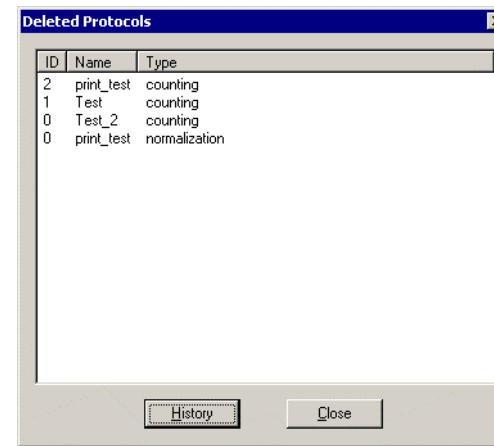 Deleted Protocols
ID Name Type
2 print_test counting
1 Test counting
0 Test_2 counting
0 print_test normalization
History Close